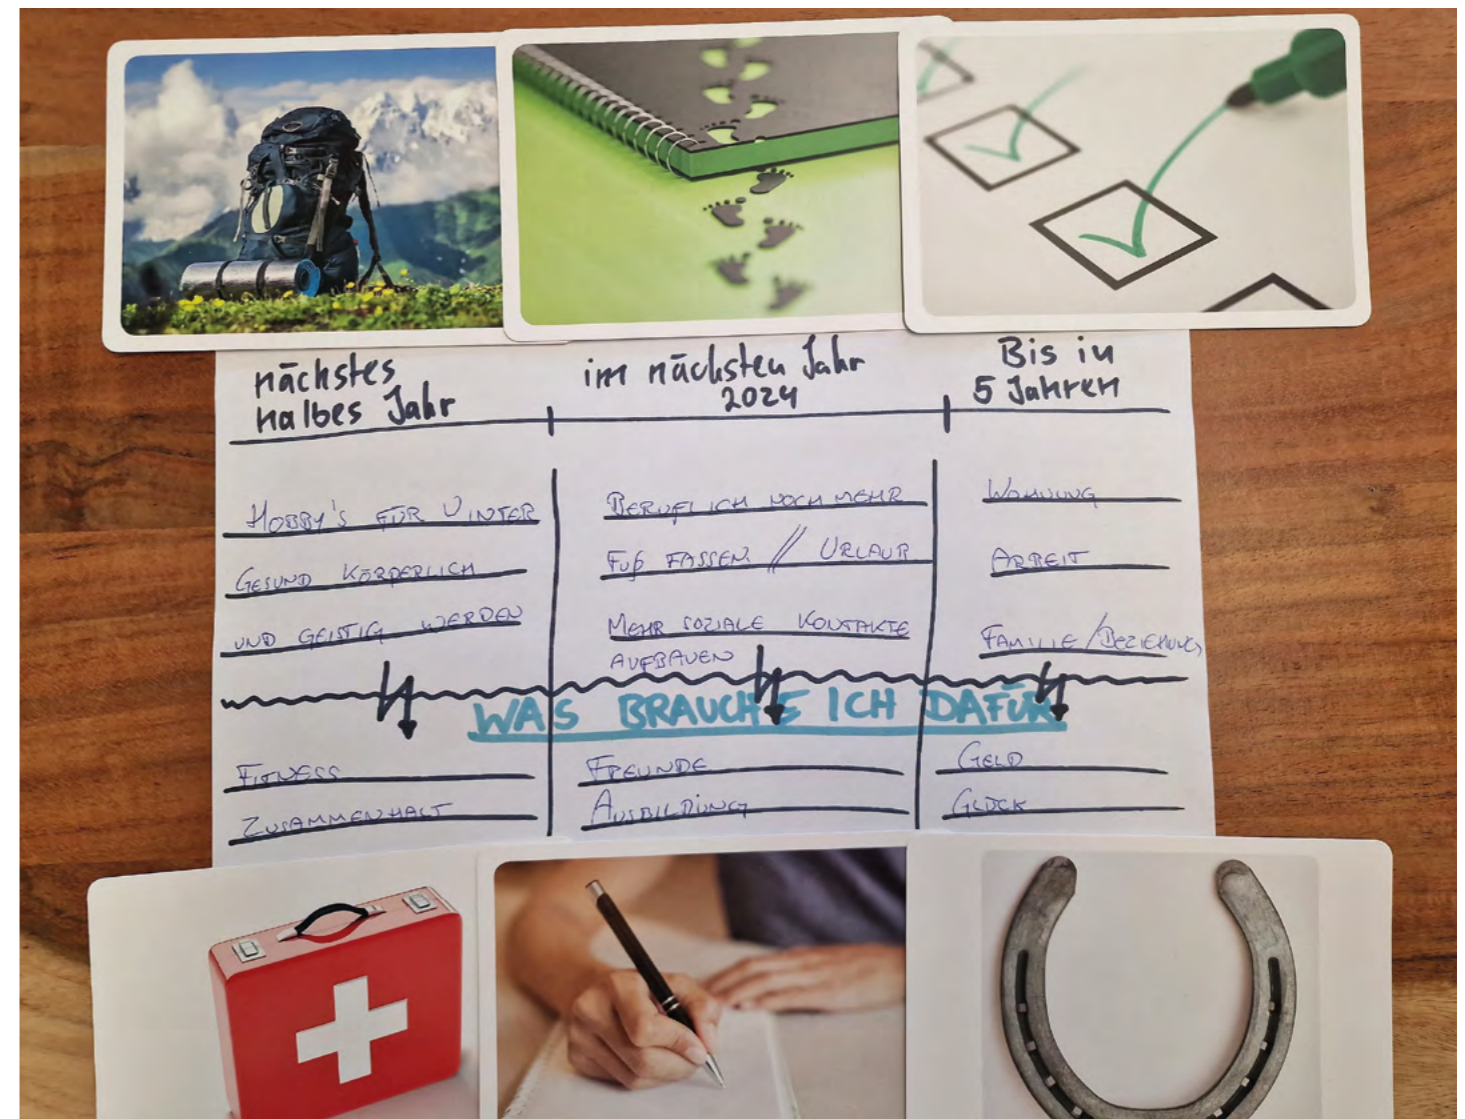 nächstes
halbes Jahr
im nächsten Jahr
2024
Bis in
5 Jahren
HOBBY'S FÜR WINTER
GESUND KÖRPERLICH
UND GEISTIG WERDEN
BERUFLICH NOCH MEHR
FUß FASSEN // URLAUB
MEHR SOZIALE KONTAKTE
AUFBAUEN
WOHNUNG
ARBEIT
FAMILIE / BEZIEHUNG
WAS BRAUCHE ICH DAFÜR
FITNESS
ZUSAMMENHALT
FREUNDE
AUSBILDUNG
GELD
GLÜCK